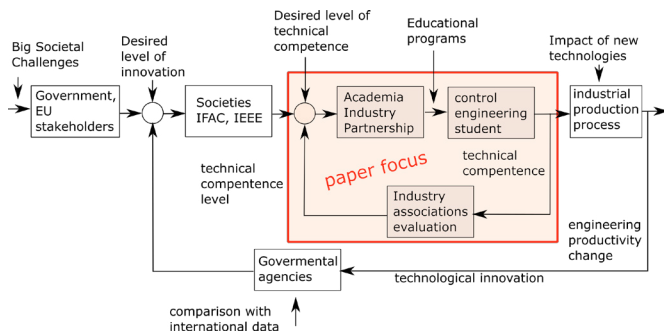 Big Societal
Challenges
Desired
level of
innovation
Desired level of
technical
competence
Educational
programs
Impact of new
technologies
Government,
EU
stakeholders
Societies
IFAC, IEEE
Academia
Industry
Partnership
control
engineering
student
industrial
production
process
technical
compentence
level
paper focus
technical
compentence
Industry
associations
evaluation
engineering
productivity
change
Govermental
agencies
technological innovation
comparison with
international data